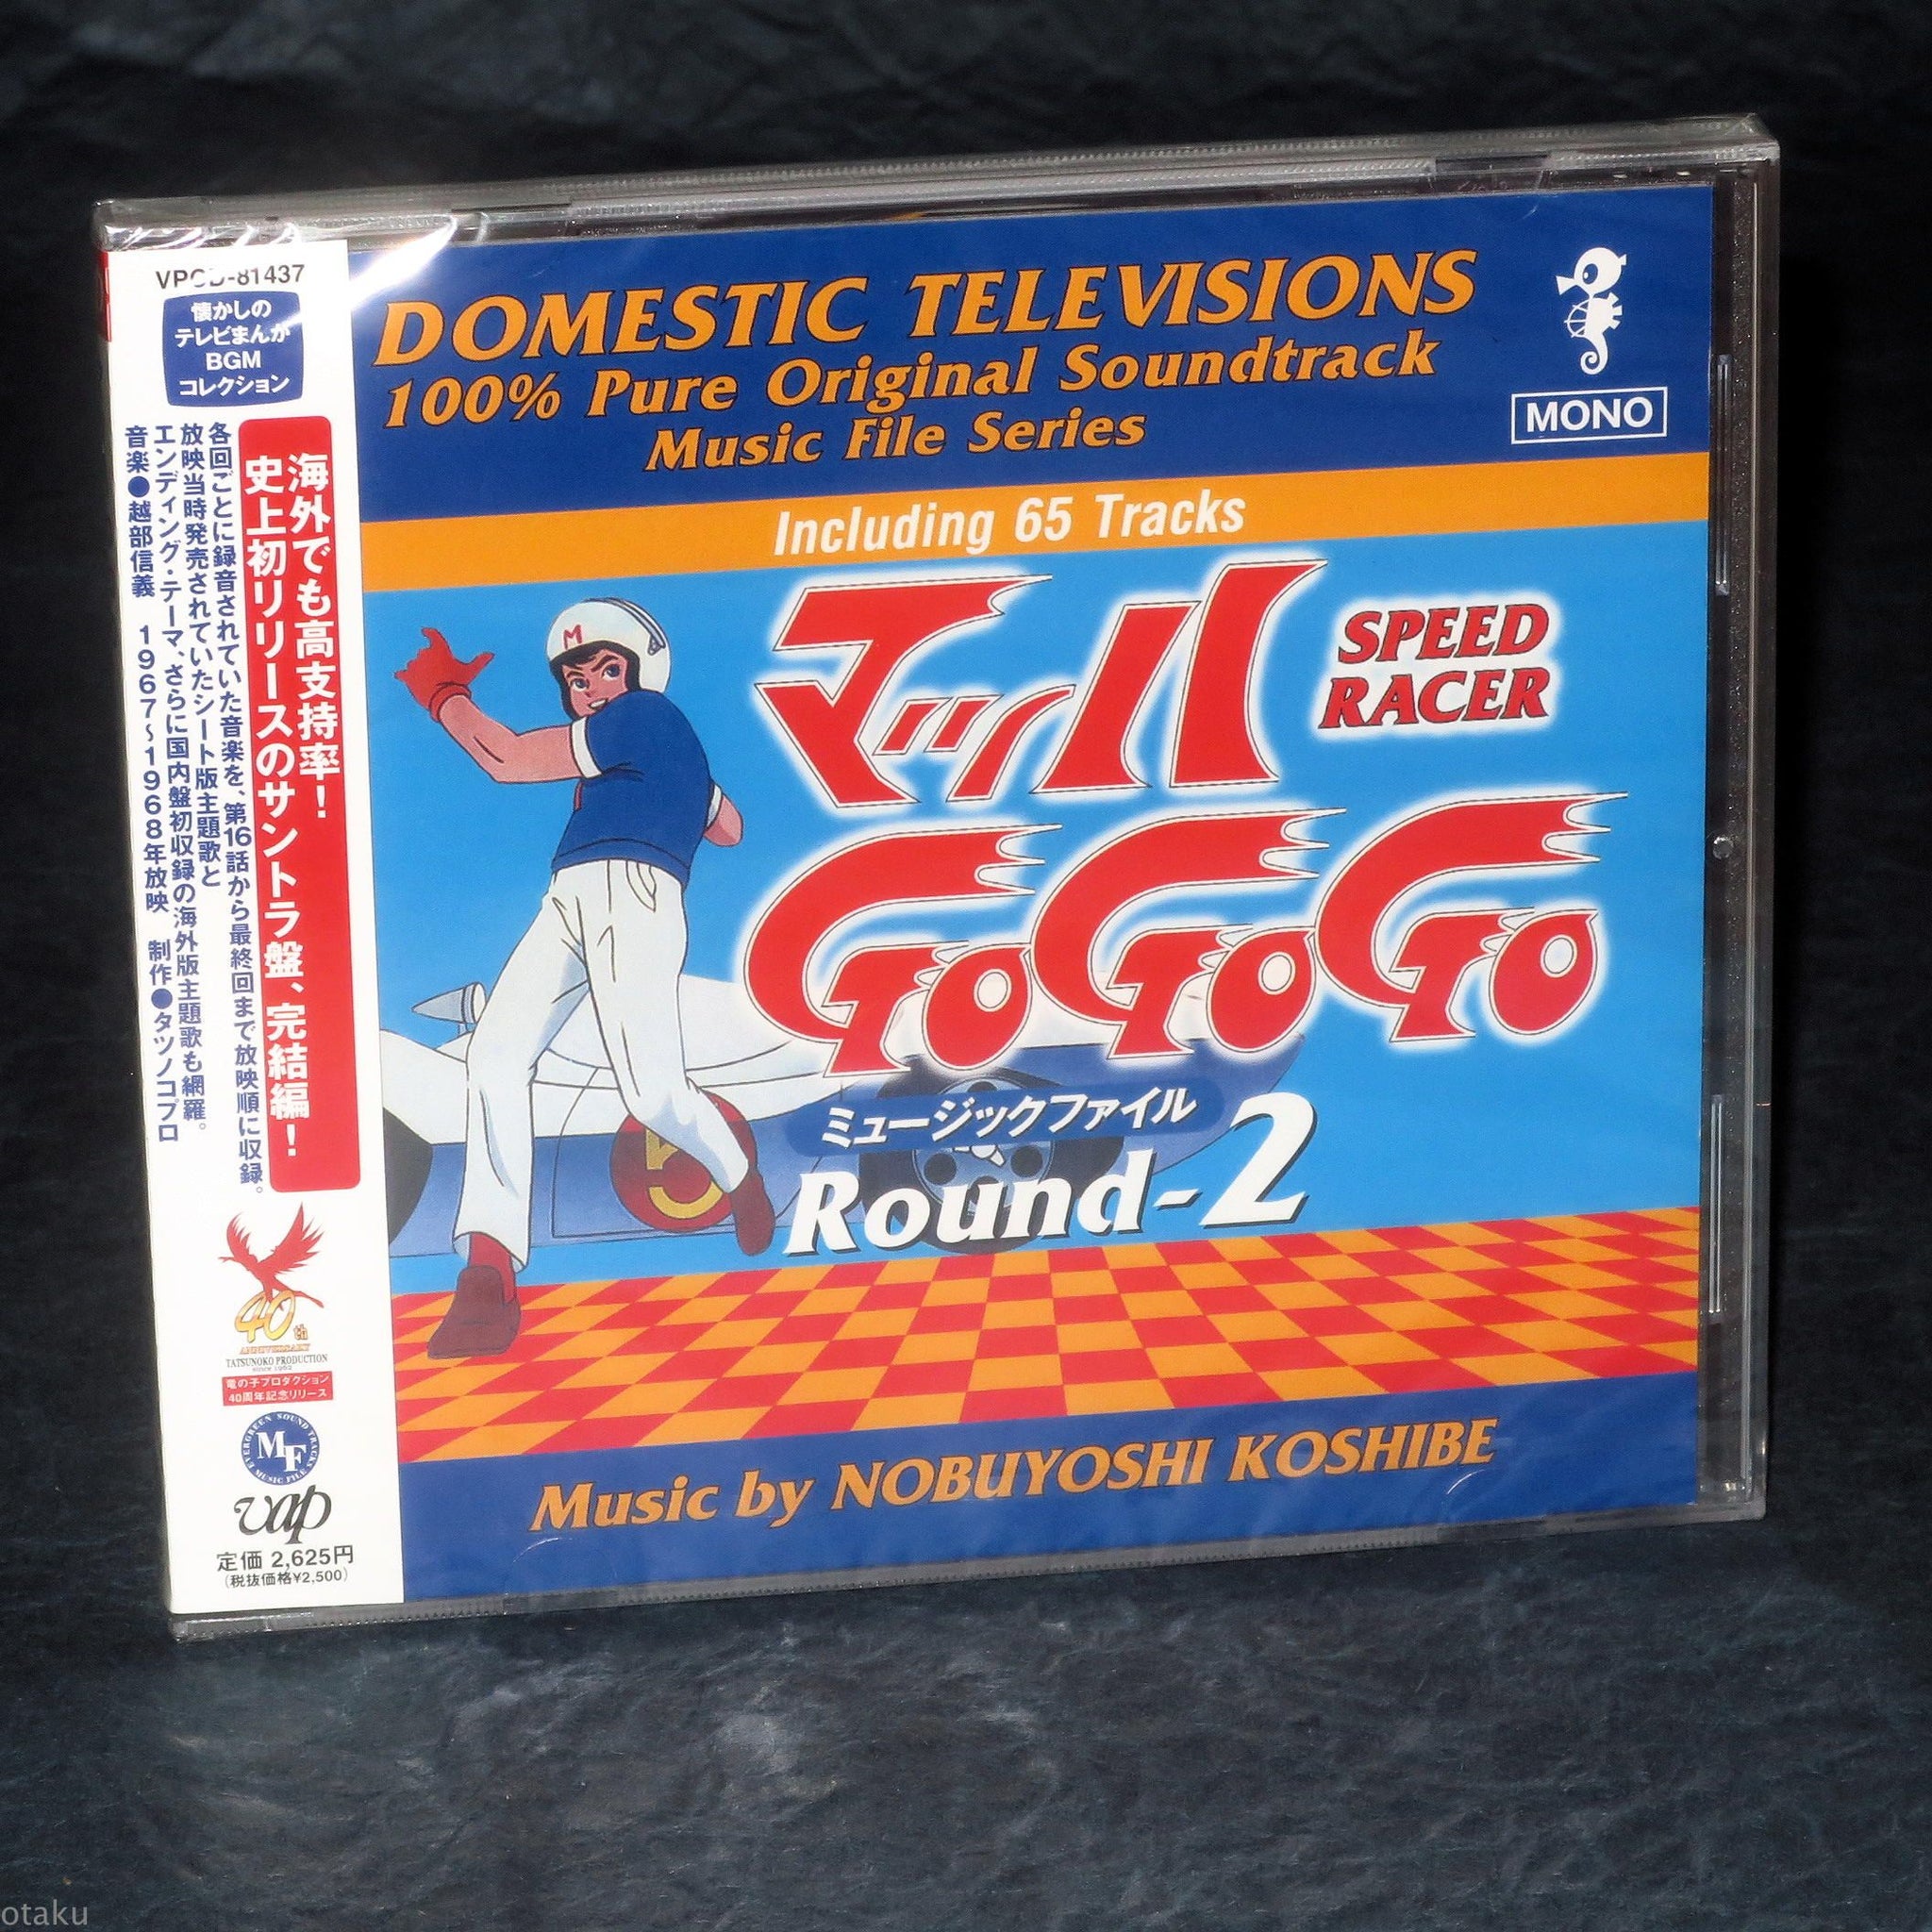 VPCD-81437
懐かしの
テレビまんが
BGM
コレクション
海外でも高支持率！
史上初リリースのサントラ盤、完結編！
各回ごとに録音されていた音楽を、第16話から最終回まで放映順に収録。
放映当時発売されていたシート版主題歌と
エンディング・テーマ、さらに国内盤初収録の海外版主題歌も網羅。
音楽●越部信義 1967〜1968年放映 制作●タツノコプロ
40th
ANNIVERSARY
TATSUNOKO PRODUCTION
since 1962
竜の子プロダクション
40周年記念リリース
EVERGREEN SOUND TRACKS
MF
MUSIC FILE
vap
定価 2,625円
(税抜価格¥2,500)
DOMESTIC TELEVISIONS
100% Pure Original Soundtrack
Music File Series
MONO
Including 65 Tracks
M
マッハ
SPEED
RACER
GoGoGo
5
ミュージックファイル
Round-2
Music by NOBUYOSHI KOSHIBE
otaku